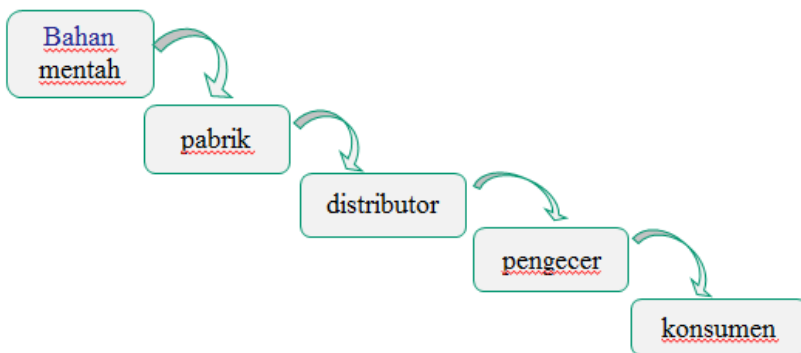 Bahan
mentah
pabrik
distributor
pengecer
konsumen